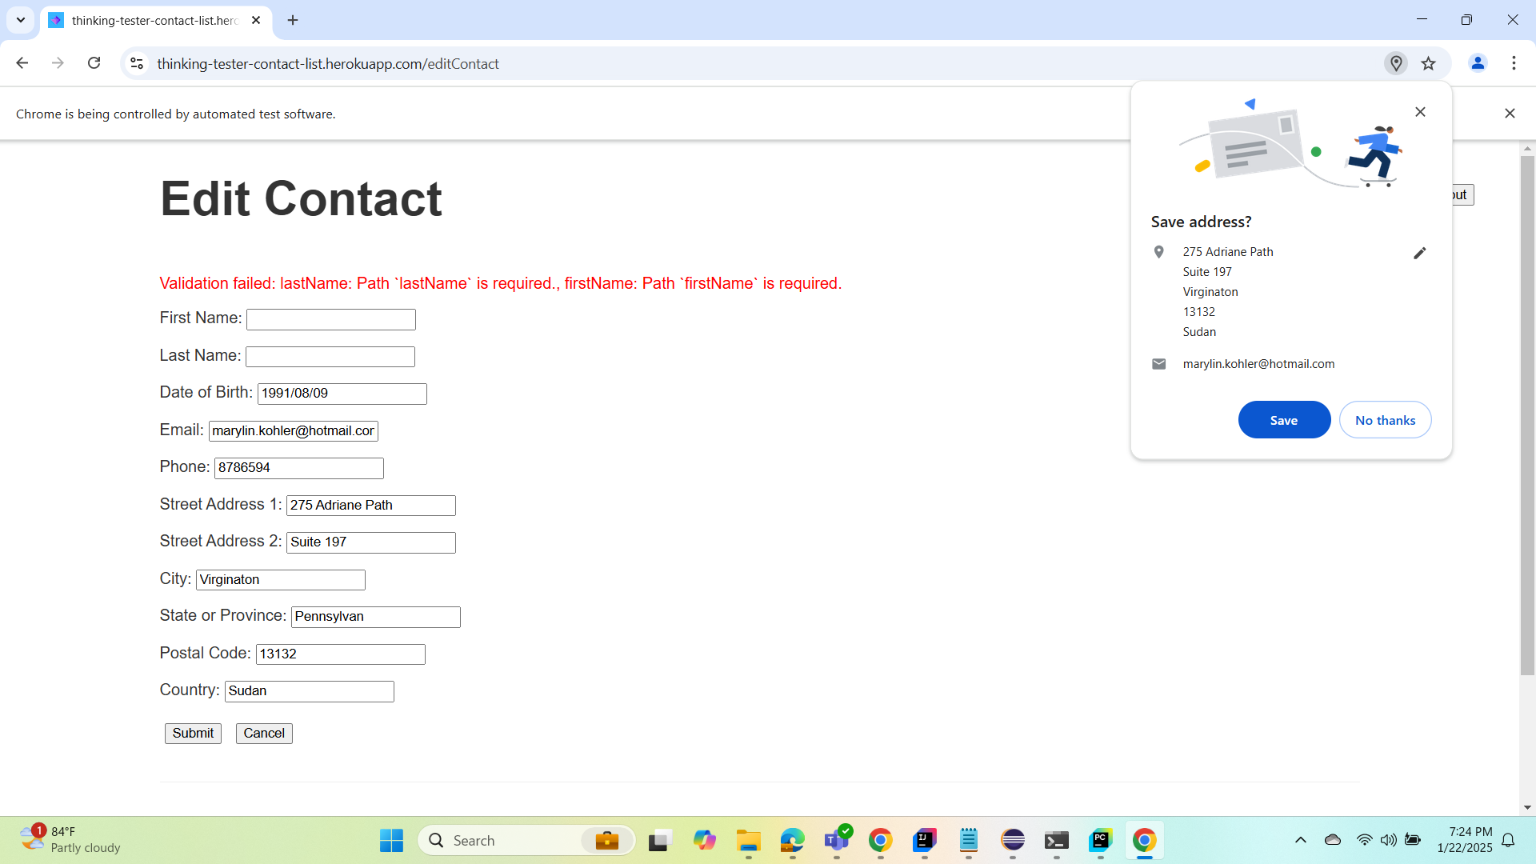 thinking-tester-contact-list.herc
thinking-tester-contact-list.herokuapp.com/editContact
Chrome is being controlled by automated test software.
Edit Contact
out
Validation failed: lastName: Path `lastName` is required., firstName: Path `firstName` is required.
First Name:
Last Name:
Date of Birth: 1991/08/09
Email: marylin.kohler@hotmail.cor
Phone: 8786594
Street Address 1: 275 Adriane Path
Street Address 2: Suite 197
City: Virginaton
State or Province: Pennsylvan
Postal Code: 13132
Country: Sudan
Submit Cancel
Save address?
275 Adriane Path
Suite 197
Virginaton
13132
Sudan
marylin.kohler@hotmail.com
Save No thanks
1
84°F
Partly cloudy
Search
T
IJ
PC
7:24 PM
1/22/2025